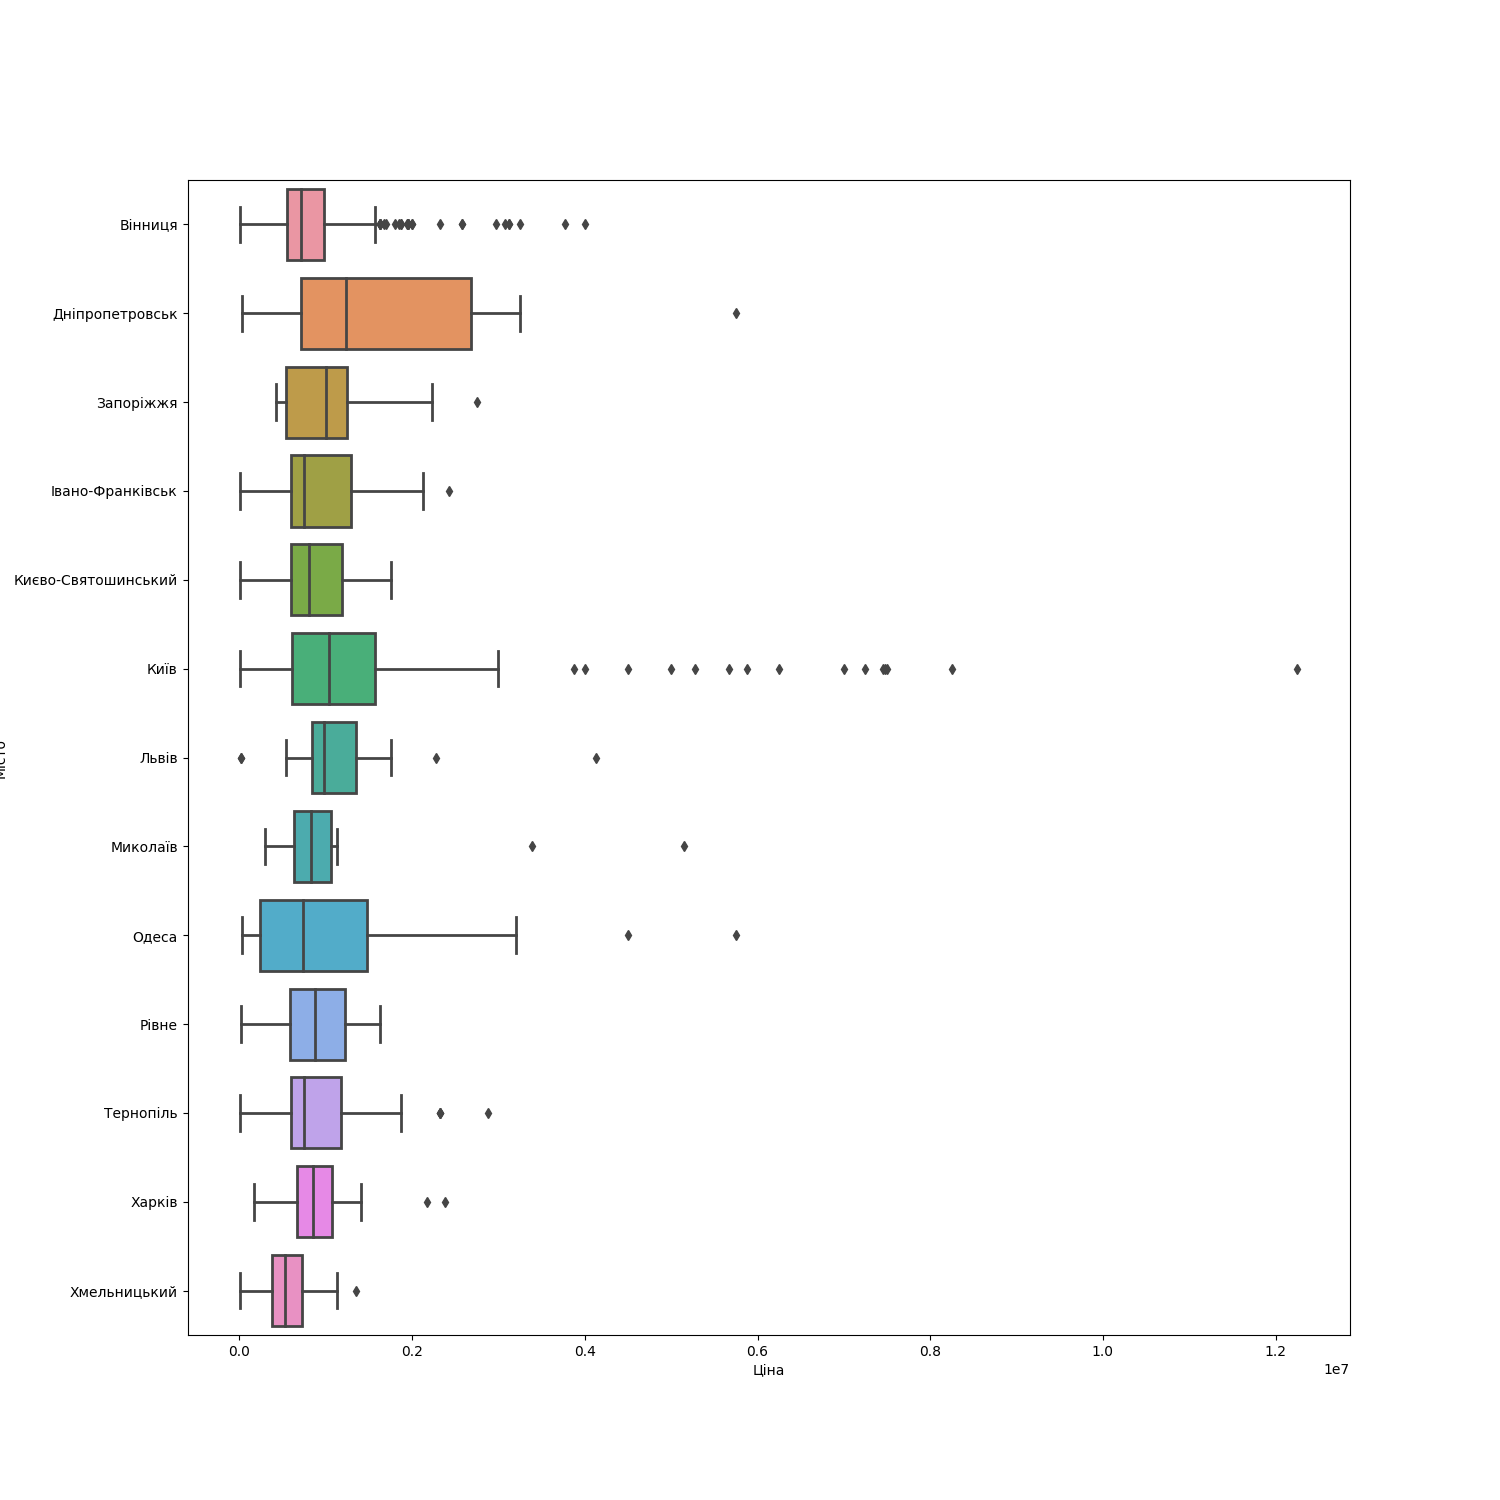 Вінниця
Дніпропетровськ
Запоріжжя
Івано-Франківськ
Києво-Святошинський
Київ
Львів
Миколаїв
Одеса
Рівне
Тернопіль
Харків
Хмельницький
0.0 0.2 0.4 0.6 0.8 1.0 1.2
Ціна
1e7